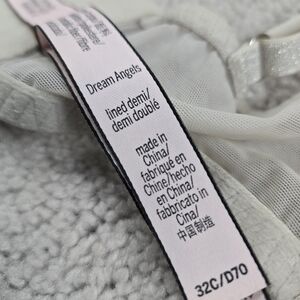 Dream Angels
lined demi/
demi doublé
made in
China/
fabriqué en
Chine/hecho
en China/
fabbricato in
Cina/
中国制造
32C/D70